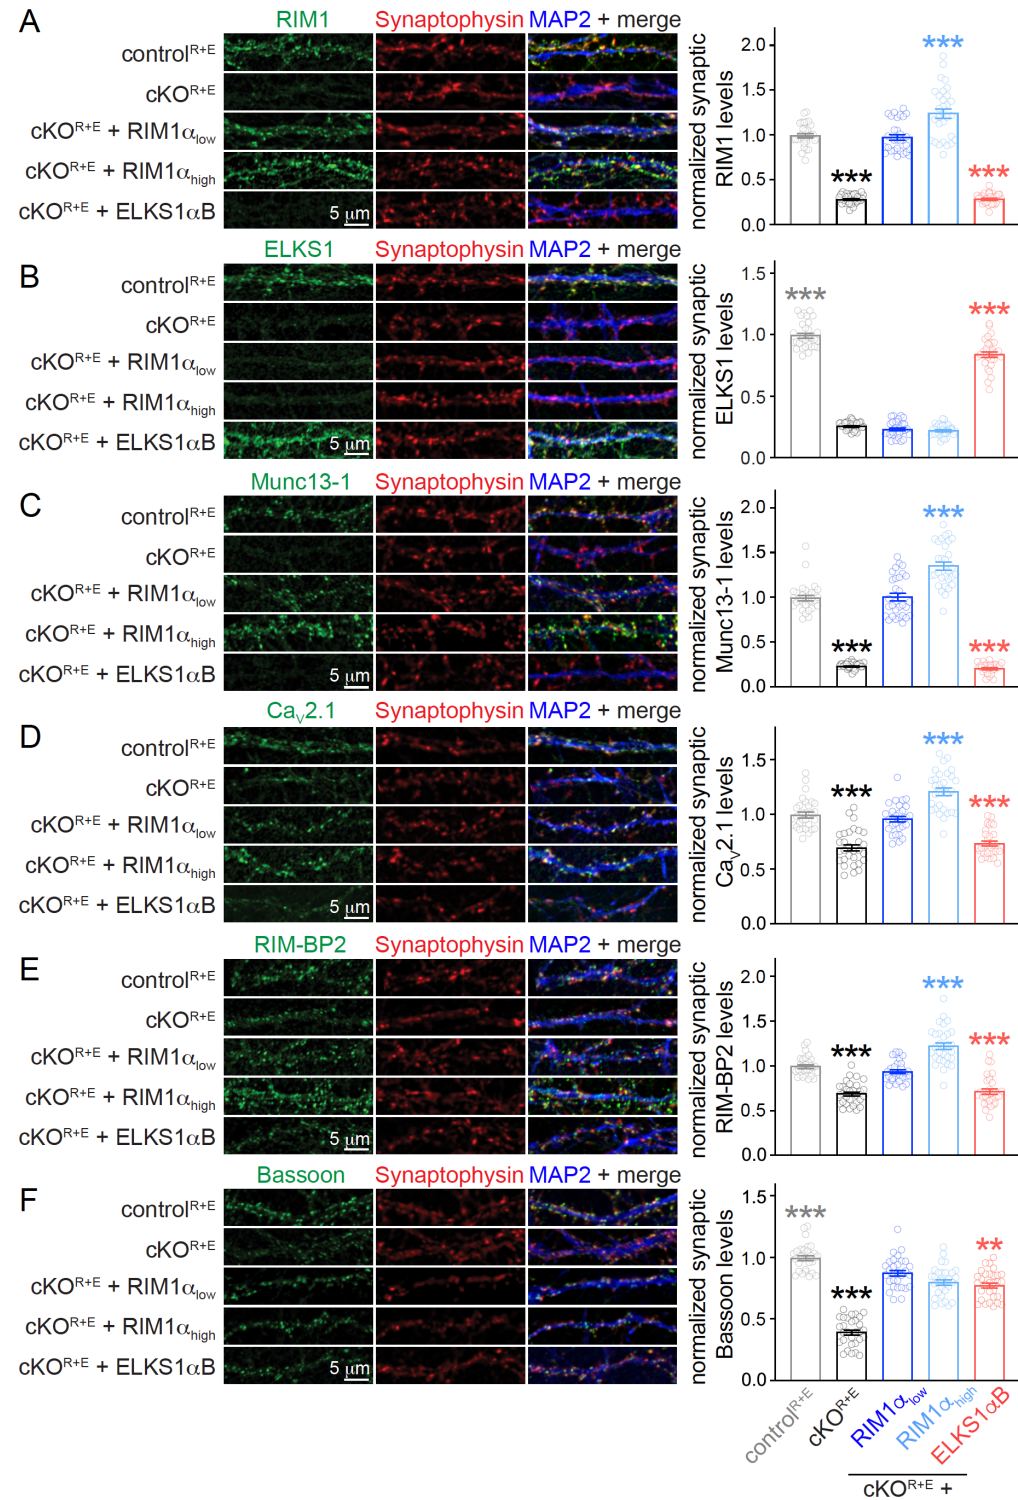 A
RIM1 Synaptophysin MAP2 + merge
controlR+E
cKOR+E
cKOR+E + RIM1αlow
cKOR+E + RIM1αhigh
cKOR+E + ELKS1αB
5 μm
normalized synaptic
RIM1 levels
2.0
1.5
1.0
0.5
0.0
***
***
***
B
ELKS1 Synaptophysin MAP2 + merge
controlR+E
cKOR+E
cKOR+E + RIM1αlow
cKOR+E + RIM1αhigh
cKOR+E + ELKS1αB
5 μm
normalized synaptic
ELKS1 levels
1.5
1.0
0.5
0.0
***
***
C
Munc13-1 Synaptophysin MAP2 + merge
controlR+E
cKOR+E
cKOR+E + RIM1αlow
cKOR+E + RIM1αhigh
cKOR+E + ELKS1αB
5 μm
normalized synaptic
Munc13-1 levels
2.0
1.5
1.0
0.5
0.0
***
***
***
D
CaV2.1 Synaptophysin MAP2 + merge
controlR+E
cKOR+E
cKOR+E + RIM1αlow
cKOR+E + RIM1αhigh
cKOR+E + ELKS1αB
5 μm
normalized synaptic
CaV2.1 levels
1.5
1.0
0.5
0.0
***
***
***
E
RIM-BP2 Synaptophysin MAP2 + merge
controlR+E
cKOR+E
cKOR+E + RIM1αlow
cKOR+E + RIM1αhigh
cKOR+E + ELKS1αB
5 μm
normalized synaptic
RIM-BP2 levels
2.0
1.5
1.0
0.5
0.0
***
***
***
F
Bassoon Synaptophysin MAP2 + merge
controlR+E
cKOR+E
cKOR+E + RIM1αlow
cKOR+E + RIM1αhigh
cKOR+E + ELKS1αB
5 μm
normalized synaptic
Bassoon levels
1.5
1.0
0.5
0.0
***
***
**
controlR+E
cKOR+E
RIM1αlow
RIM1αhigh
ELKS1αB
cKOR+E +